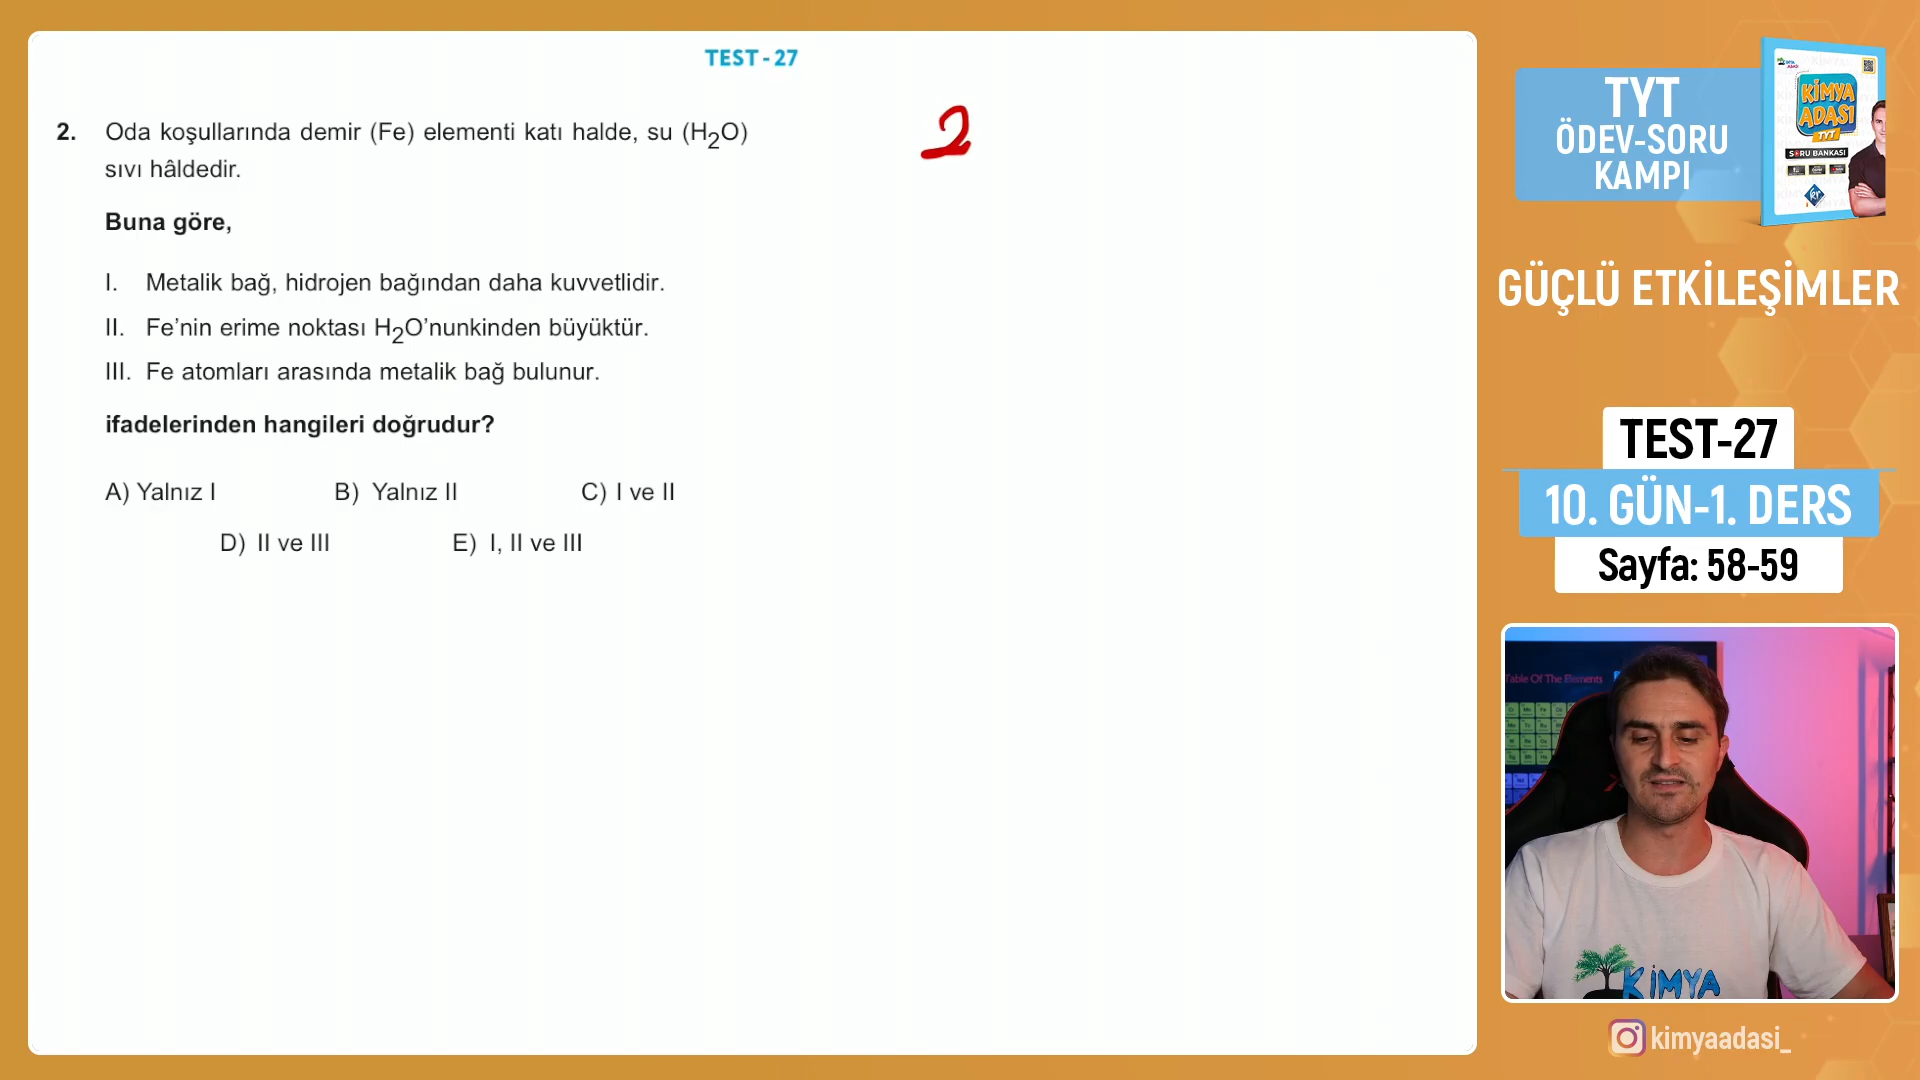 TEST - 27
2
2. Oda koşullarında demir (Fe) elementi katı halde, su (H₂O)
sıvı hâldedir.
Buna göre,
I. Metalik bağ, hidrojen bağından daha kuvvetlidir.
II. Fe’nin erime noktası H₂O’nunkinden büyüktür.
III. Fe atomları arasında metalik bağ bulunur.
ifadelerinden hangileri doğrudur?
A) Yalnız I B) Yalnız II C) I ve II
D) II ve III E) I, II ve III
TYT
ÖDEV-SORU
KAMPI
KİMYA
ADASI
TYT
SORU BANKASI
kr
GÜÇLÜ ETKİLEŞİMLER
TEST-27
10. GÜN-1. DERS
Sayfa: 58-59
Table Of The Elements
KİMYA
kimyaadasi_